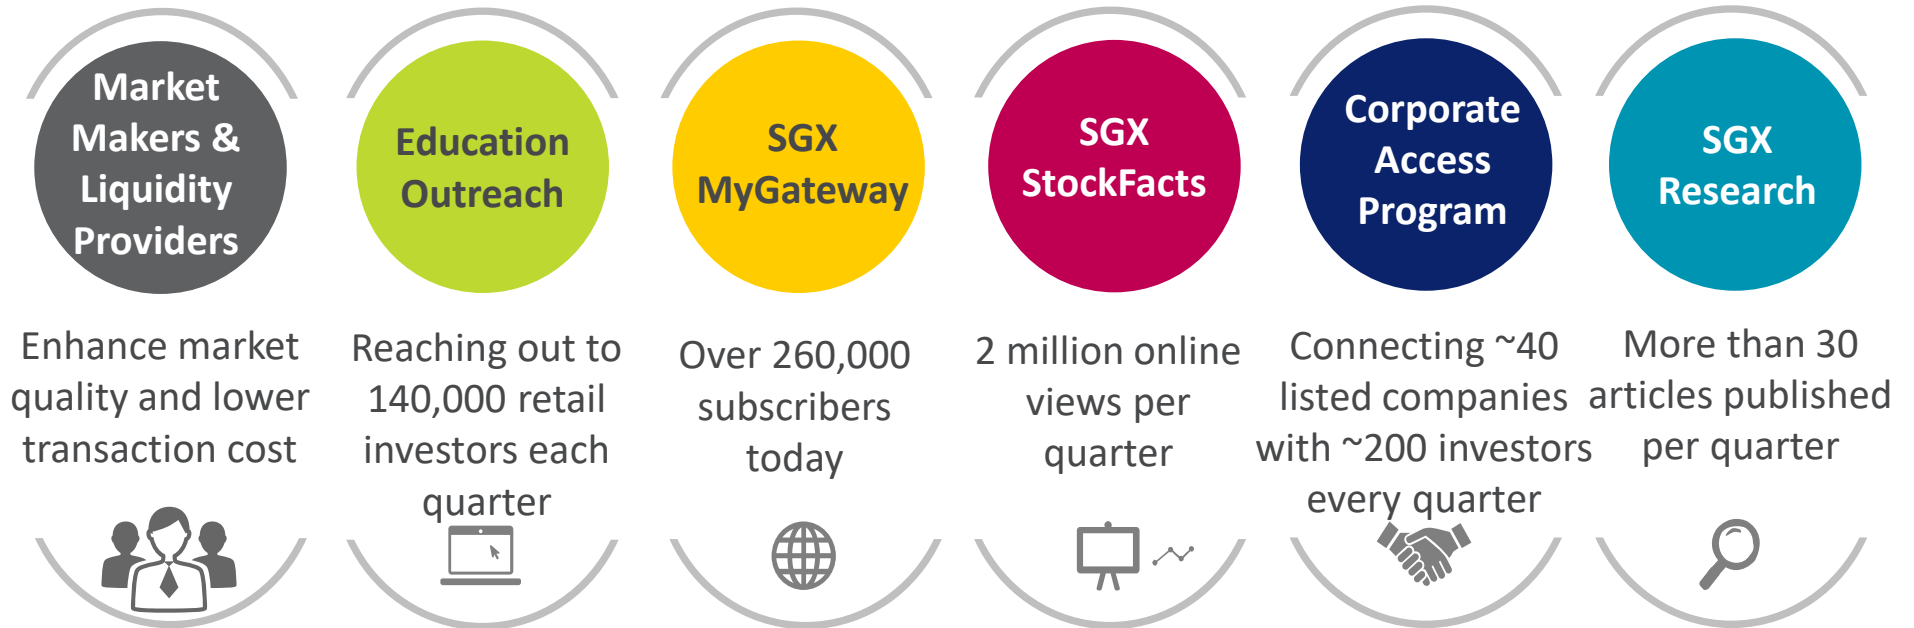 Market
Makers &
Liquidity
Providers
Enhance market
quality and lower
transaction cost
Education
Outreach
Reaching out to
140,000 retail
investors each
quarter
SGX
MyGateway
Over 260,000
subscribers
today
SGX
StockFacts
2 million online
views per
quarter
Corporate
Access
Program
Connecting ~40
listed companies
with ~200 investors
every quarter
SGX
Research
More than 30
articles published
per quarter